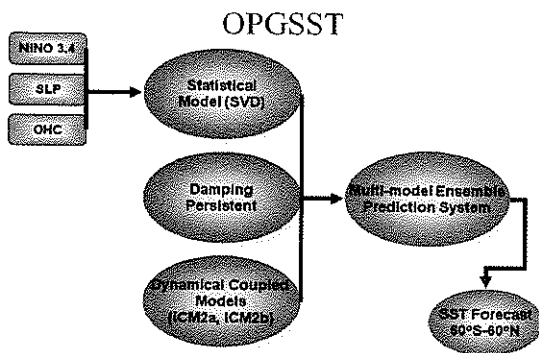 OPGSST
NINO 3.4
SLP
OHC
Statistical
Model (SVD)
Damping
Persistent
Dynamical Coupled
Models
(ICM2a, ICM2b)
Multi-model Ensemble
Prediction System
SST Forecast
60°S-60°N